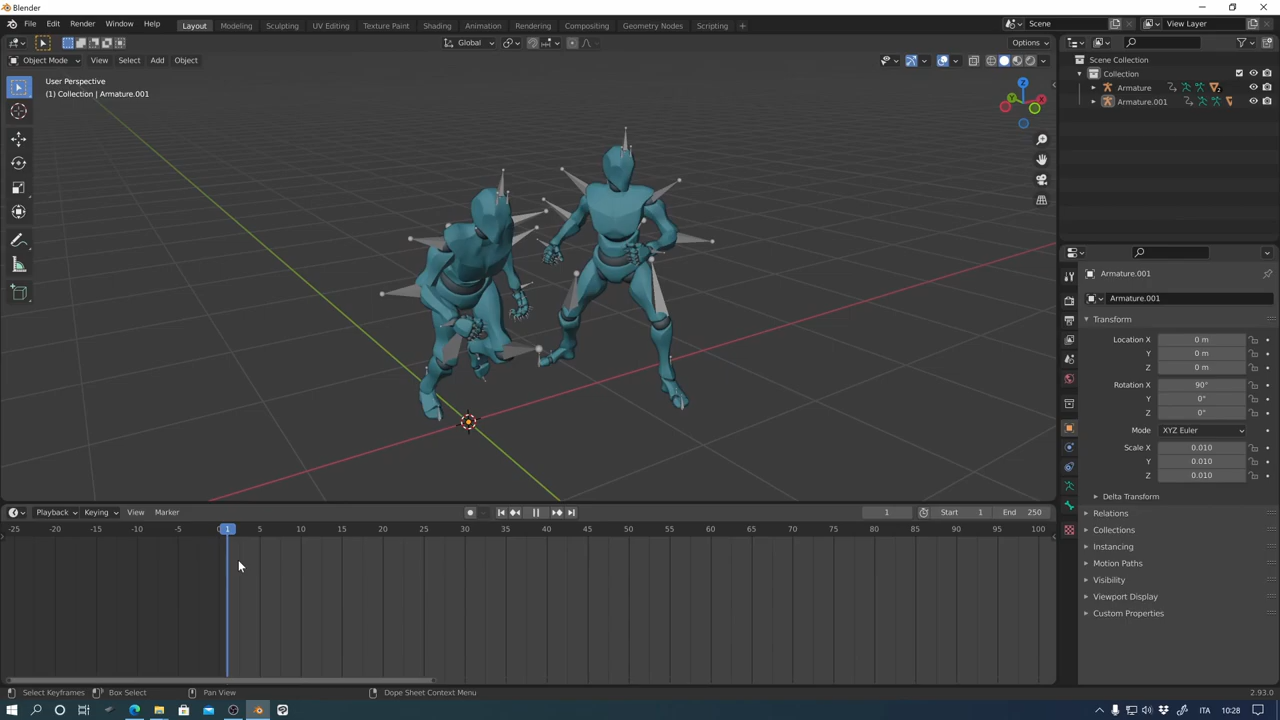 Blender
File Edit Render Window Help Layout Modeling Sculpting UV Editing Texture Paint Shading Animation Rendering Compositing Geometry Nodes Scripting Scene View Layer
Global Options
Object Mode View Select Add Object
User Perspective
(1) Collection | Armature.001
Z
Y
X
Scene Collection
Collection
Armature
2
Armature.001
Armature.001
Armature.001
Transform
Location X 0 m
Y 0 m
Z 0 m
Rotation X 90°
Y 0°
Z 0°
Mode XYZ Euler
Scale X 0.010
Y 0.010
Z 0.010
Delta Transform
Relations
Collections
Instancing
Motion Paths
Visibility
Viewport Display
Custom Properties
Playback Keying View Marker 1 Start 1 End 250
-25 -20 -15 -10 -5 1 5 10 15 20 25 30 35 40 45 50 55 60 65 70 75 80 85 90 95 100
Select Keyframes Box Select Pan View Dope Sheet Context Menu 2.93.0
ITA 10:28